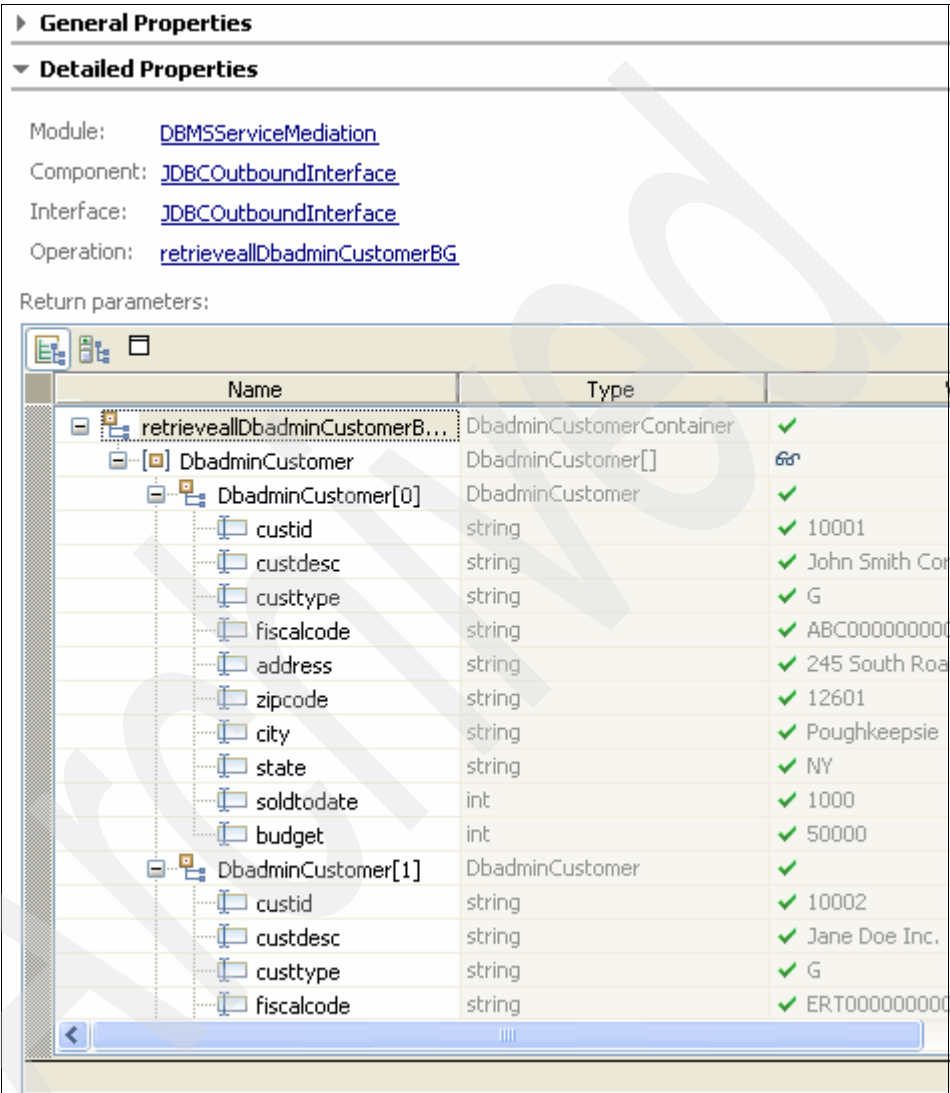 General Properties
Detailed Properties
Module: DBMSServiceMediation
Component: JDBCOutboundInterface
Interface: JDBCOutboundInterface
Operation: retrieveallDbadminCustomerBG
Return parameters:
Name Type
retrieveallDbadminCustomerB... DbadminCustomerContainer
DbadminCustomer DbadminCustomer[]
DbadminCustomer[0] DbadminCustomer
custid string 10001
custdesc string John Smith Cor
custtype string G
fiscalcode string ABC000000000
address string 245 South Roa
zipcode string 12601
city string Poughkeepsie
state string NY
soldtodate int 1000
budget int 50000
DbadminCustomer[1] DbadminCustomer
custid string 10002
custdesc string Jane Doe Inc.
custtype string G
fiscalcode string ERT000000000
Archived